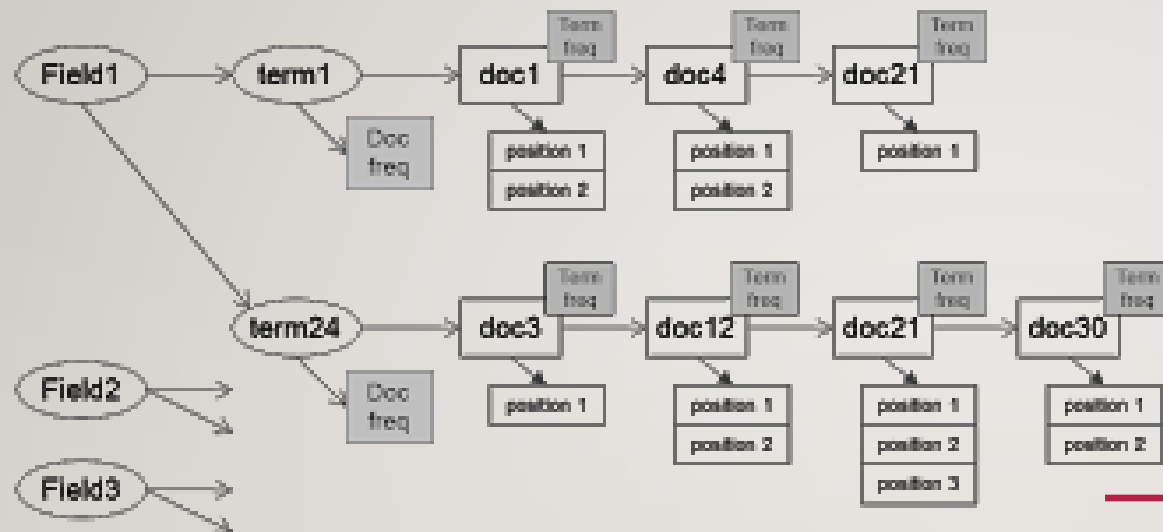 Term
freq
Term
freq
Term
freq
Field1
term1
doc1
doc4
doc21
Doc
freq
position 1
position 2
position 1
position 2
position 1
Term
freq
Term
freq
Term
freq
Term
freq
term24
doc3
doc12
doc21
doc30
Field2
Doc
freq
position 1
position 1
position 2
position 1
position 2
position 3
position 1
position 2
Field3